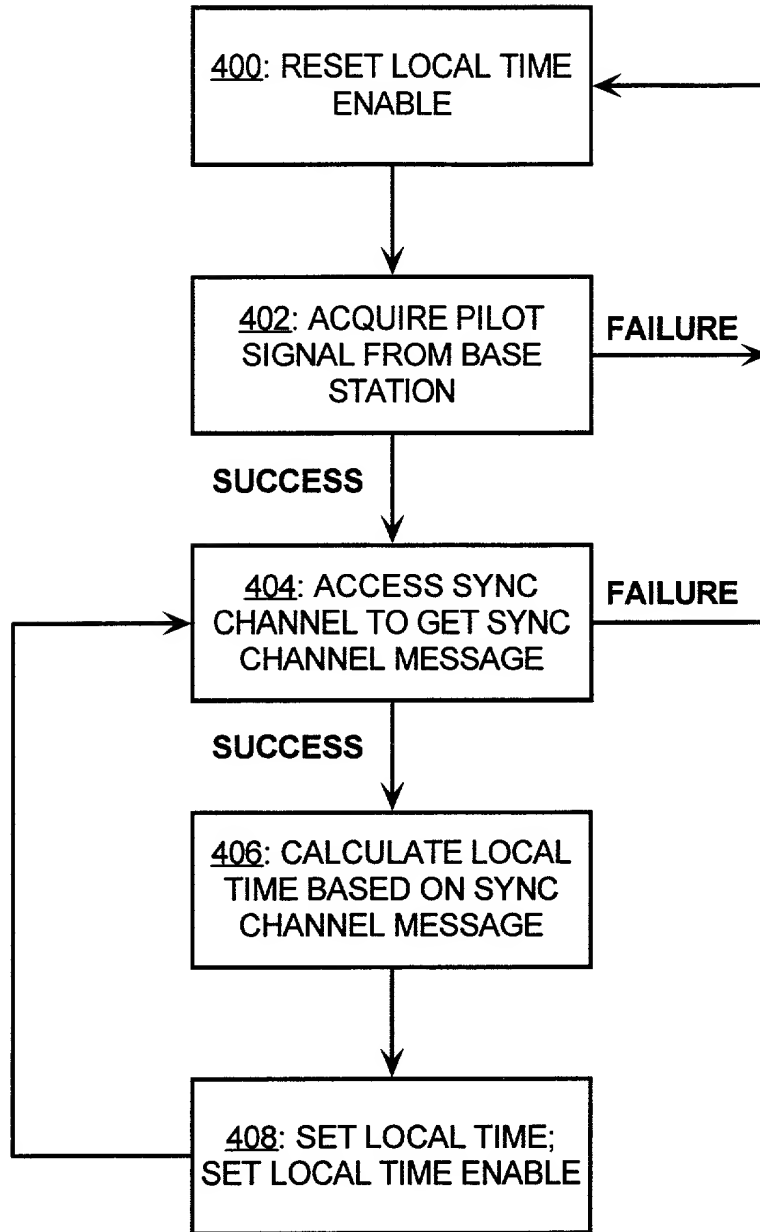 400: RESET LOCAL TIME
ENABLE
402: ACQUIRE PILOT
SIGNAL FROM BASE
STATION
FAILURE
SUCCESS
404: ACCESS SYNC
CHANNEL TO GET SYNC
CHANNEL MESSAGE
FAILURE
SUCCESS
406: CALCULATE LOCAL
TIME BASED ON SYNC
CHANNEL MESSAGE
408: SET LOCAL TIME;
SET LOCAL TIME ENABLE